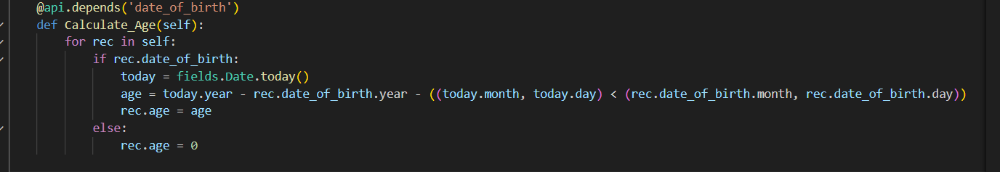 @api.depends('date_of_birth')
def Calculate_Age(self):
for rec in self:
if rec.date_of_birth:
today = fields.Date.today()
age = today.year - rec.date_of_birth.year - ((today.month, today.day) < (rec.date_of_birth.month, rec.date_of_birth.day))
rec.age = age
else:
rec.age = 0